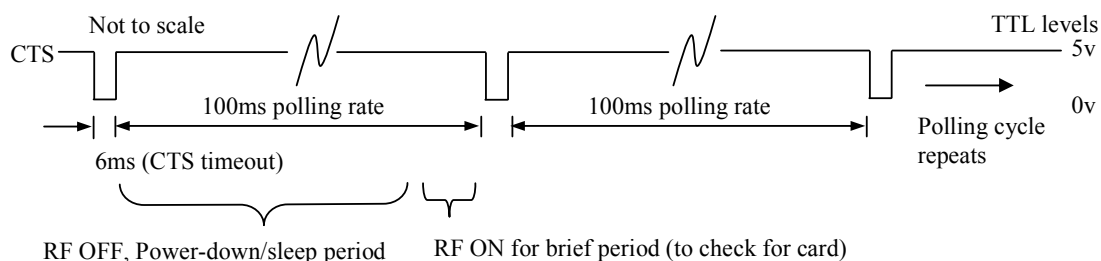 Not to scale
TTL levels
CTS
5v
100ms polling rate
100ms polling rate
0v
6ms (CTS timeout)
Polling cycle
repeats
RF OFF, Power-down/sleep period
RF ON for brief period (to check for card)